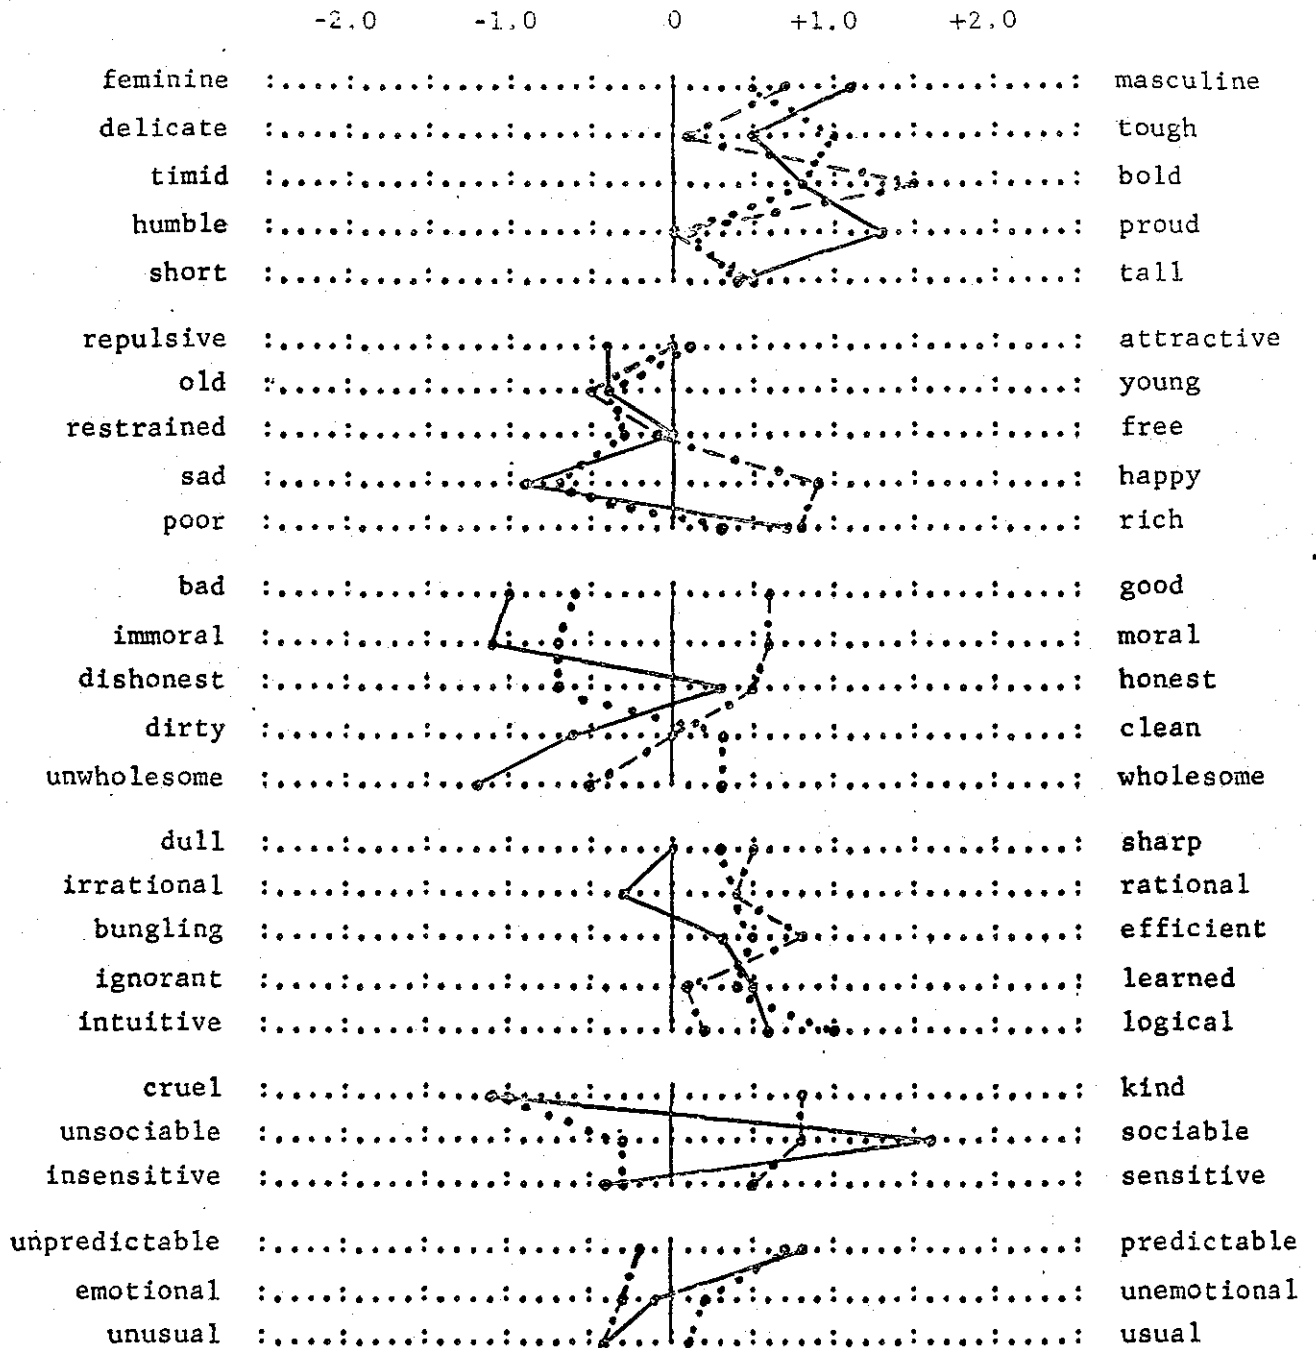 -2.0 -1.0 0 +1.0 +2.0
feminine masculine
delicate tough
timid bold
humble proud
short tall
repulsive attractive
old young
restrained free
sad happy
poor rich
bad good
immoral moral
dishonest honest
dirty clean
unwholesome wholesome
dull sharp
irrational rational
bungling efficient
ignorant learned
intuitive logical
cruel kind
unsociable sociable
insensitive sensitive
unpredictable predictable
emotional unemotional
unusual usual